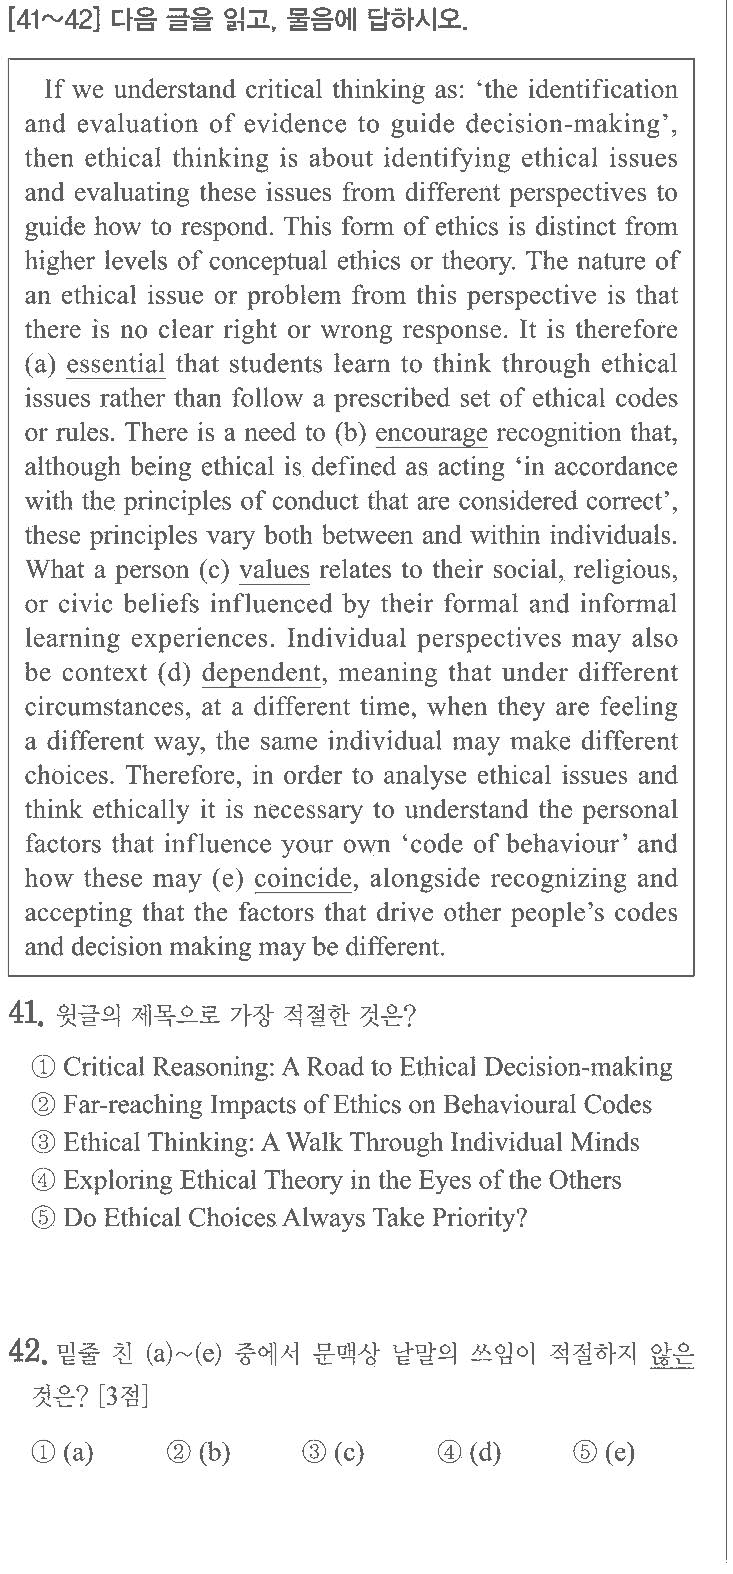 [41~42] 다음 글을 읽고, 물음에 답하시오.
If we understand critical thinking as: ‘the identification
and evaluation of evidence to guide decision-making’,
then ethical thinking is about identifying ethical issues
and evaluating these issues from different perspectives to
guide how to respond. This form of ethics is distinct from
higher levels of conceptual ethics or theory. The nature of
an ethical issue or problem from this perspective is that
there is no clear right or wrong response. It is therefore
(a) essential that students learn to think through ethical
issues rather than follow a prescribed set of ethical codes
or rules. There is a need to (b) encourage recognition that,
although being ethical is defined as acting ‘in accordance
with the principles of conduct that are considered correct’,
these principles vary both between and within individuals.
What a person (c) values relates to their social, religious,
or civic beliefs influenced by their formal and informal
learning experiences. Individual perspectives may also
be context (d) dependent, meaning that under different
circumstances, at a different time, when they are feeling
a different way, the same individual may make different
choices. Therefore, in order to analyse ethical issues and
think ethically it is necessary to understand the personal
factors that influence your own ‘code of behaviour’ and
how these may (e) coincide, alongside recognizing and
accepting that the factors that drive other people’s codes
and decision making may be different.
41. 윗글의 제목으로 가장 적절한 것은?
① Critical Reasoning: A Road to Ethical Decision-making
② Far-reaching Impacts of Ethics on Behavioural Codes
③ Ethical Thinking: A Walk Through Individual Minds
④ Exploring Ethical Theory in the Eyes of the Others
⑤ Do Ethical Choices Always Take Priority?
42. 밑줄 친 (a)~(e) 중에서 문맥상 낱말의 쓰임이 적절하지 않은
것은? [3점]
① (a) ② (b) ③ (c) ④ (d) ⑤ (e)